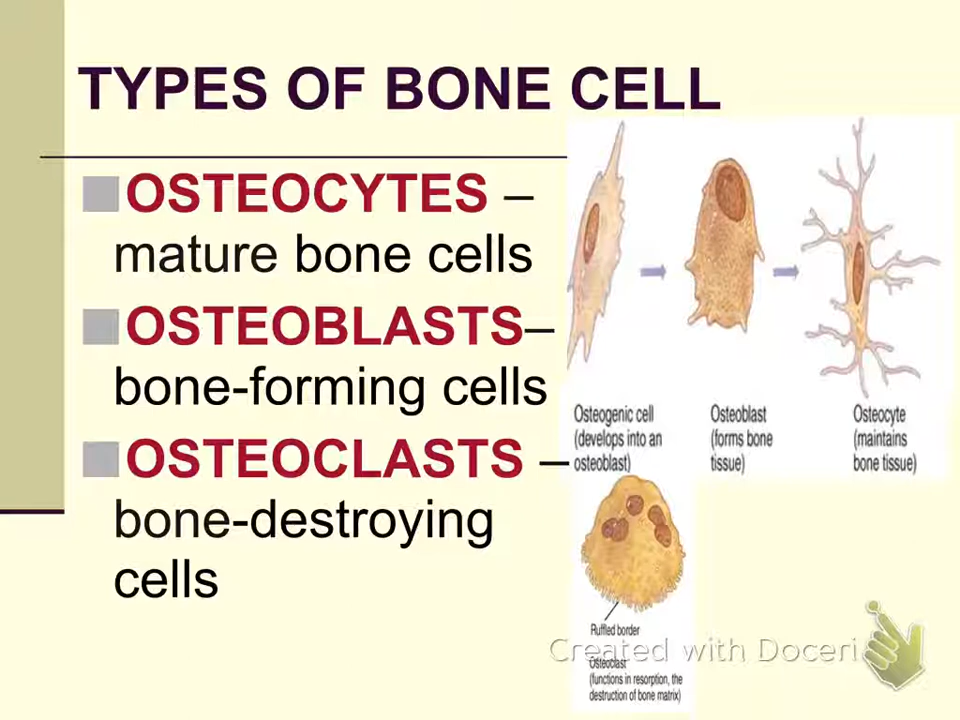 TYPES OF BONE CELL
OSTEOCYTES –
mature bone cells
OSTEOBLASTS–
bone-forming cells
OSTEOCLASTS –
bone-destroying
cells
Osteogenic cell
(develops into an
osteoblast)
Osteoblast
(forms bone
tissue)
Osteocyte
(maintains
bone tissue)
Ruffled border
Osteoclast
(functions in resorption, the
destruction of bone matrix)
Created with Doceri